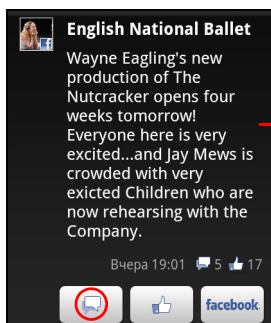 English National Ballet
Wayne Eagling's new
production of The
Nutcracker opens four
weeks tomorrow!
Everyone here is very
excited...and Jay Mews is
crowded with very
exicted Children who are
now rehearsing with the
Company.
Вчера 19:01 5 17
facebook